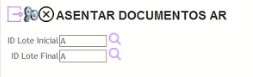 ASENTAR DOCUMENTOS AR
ID Lote Inicial A
ID Lote Final A